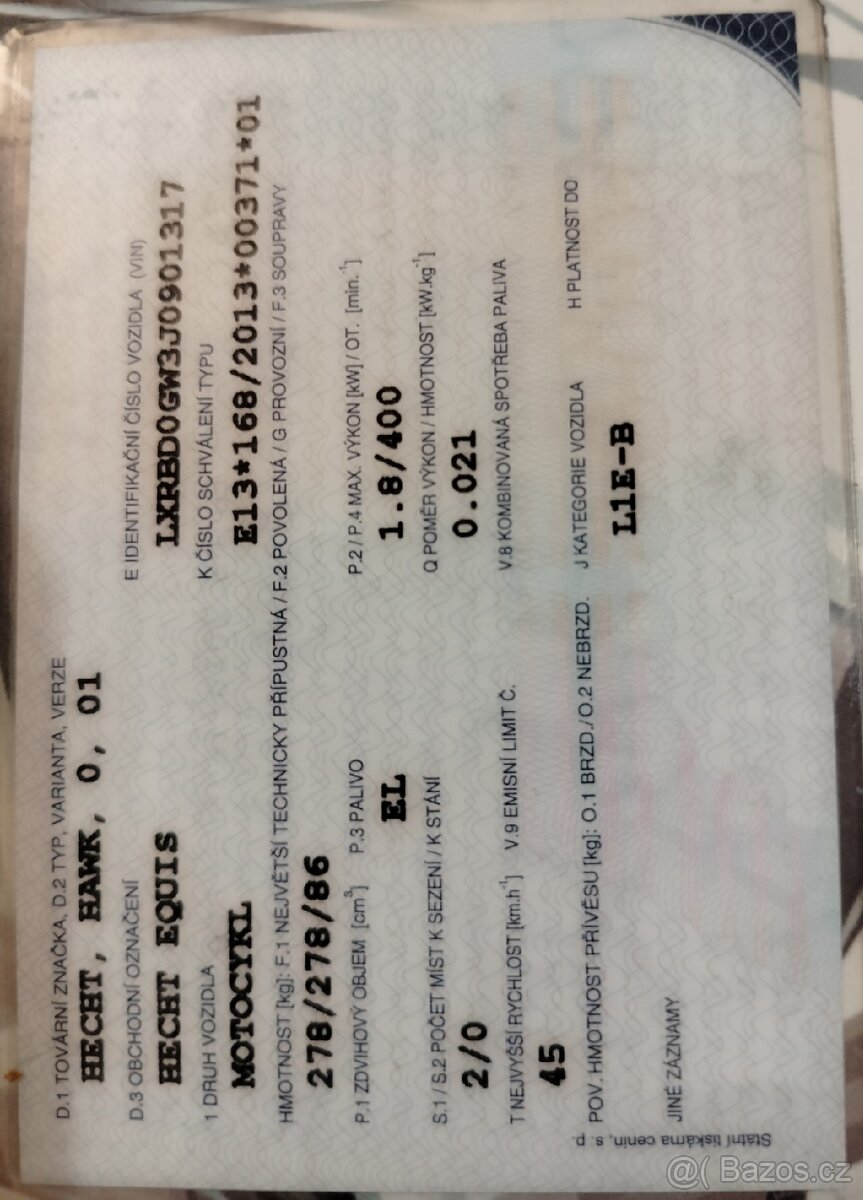 D.1 TOVÁRNÍ ZNAČKA, D.2 TYP, VARIANTA, VERZE
HECHT, HAWK, 0, 01
D.3 OBCHODNÍ OZNAČENÍ E IDENTIFIKAČNÍ ČÍSLO VOZIDLA (VIN)
HECHT EQUIS LXRBD0GW3J0901317
1 DRUH VOZIDLA K ČÍSLO SCHVÁLENÍ TYPU
MOTOCYKL E13*168/2013*00371*01
HMOTNOST [kg]: F.1 NEJVĚTŠÍ TECHNICKY PŘÍPUSTNÁ / F.2 POVOLENÁ / G PROVOZNÍ / F.3 SOUPRAVY
278/278/86
P.1 ZDVIHOVÝ OBJEM [cm³] P.3 PALIVO P.2 / P.4 MAX. VÝKON [kW] / OT. [min.⁻¹]
EL 1.8/400
S.1 / S.2 POČET MÍST K SEZENÍ / K STÁNÍ Q POMĚR VÝKON / HMOTNOST [kW.kg⁻¹]
2/0 0.021
T NEJVYŠŠÍ RYCHLOST [km.h⁻¹] V.9 EMISNÍ LIMIT Č. V.8 KOMBINOVANÁ SPOTŘEBA PALIVA
45
POV. HMOTNOST PŘÍVĚSU [kg]: O.1 BRZD./O.2 NEBRZD. J KATEGORIE VOZIDLA H PLATNOST DO
L1E-B
JINÉ ZÁZNAMY
Státní tiskárna cenin, s. p.
@( Bazos.cz